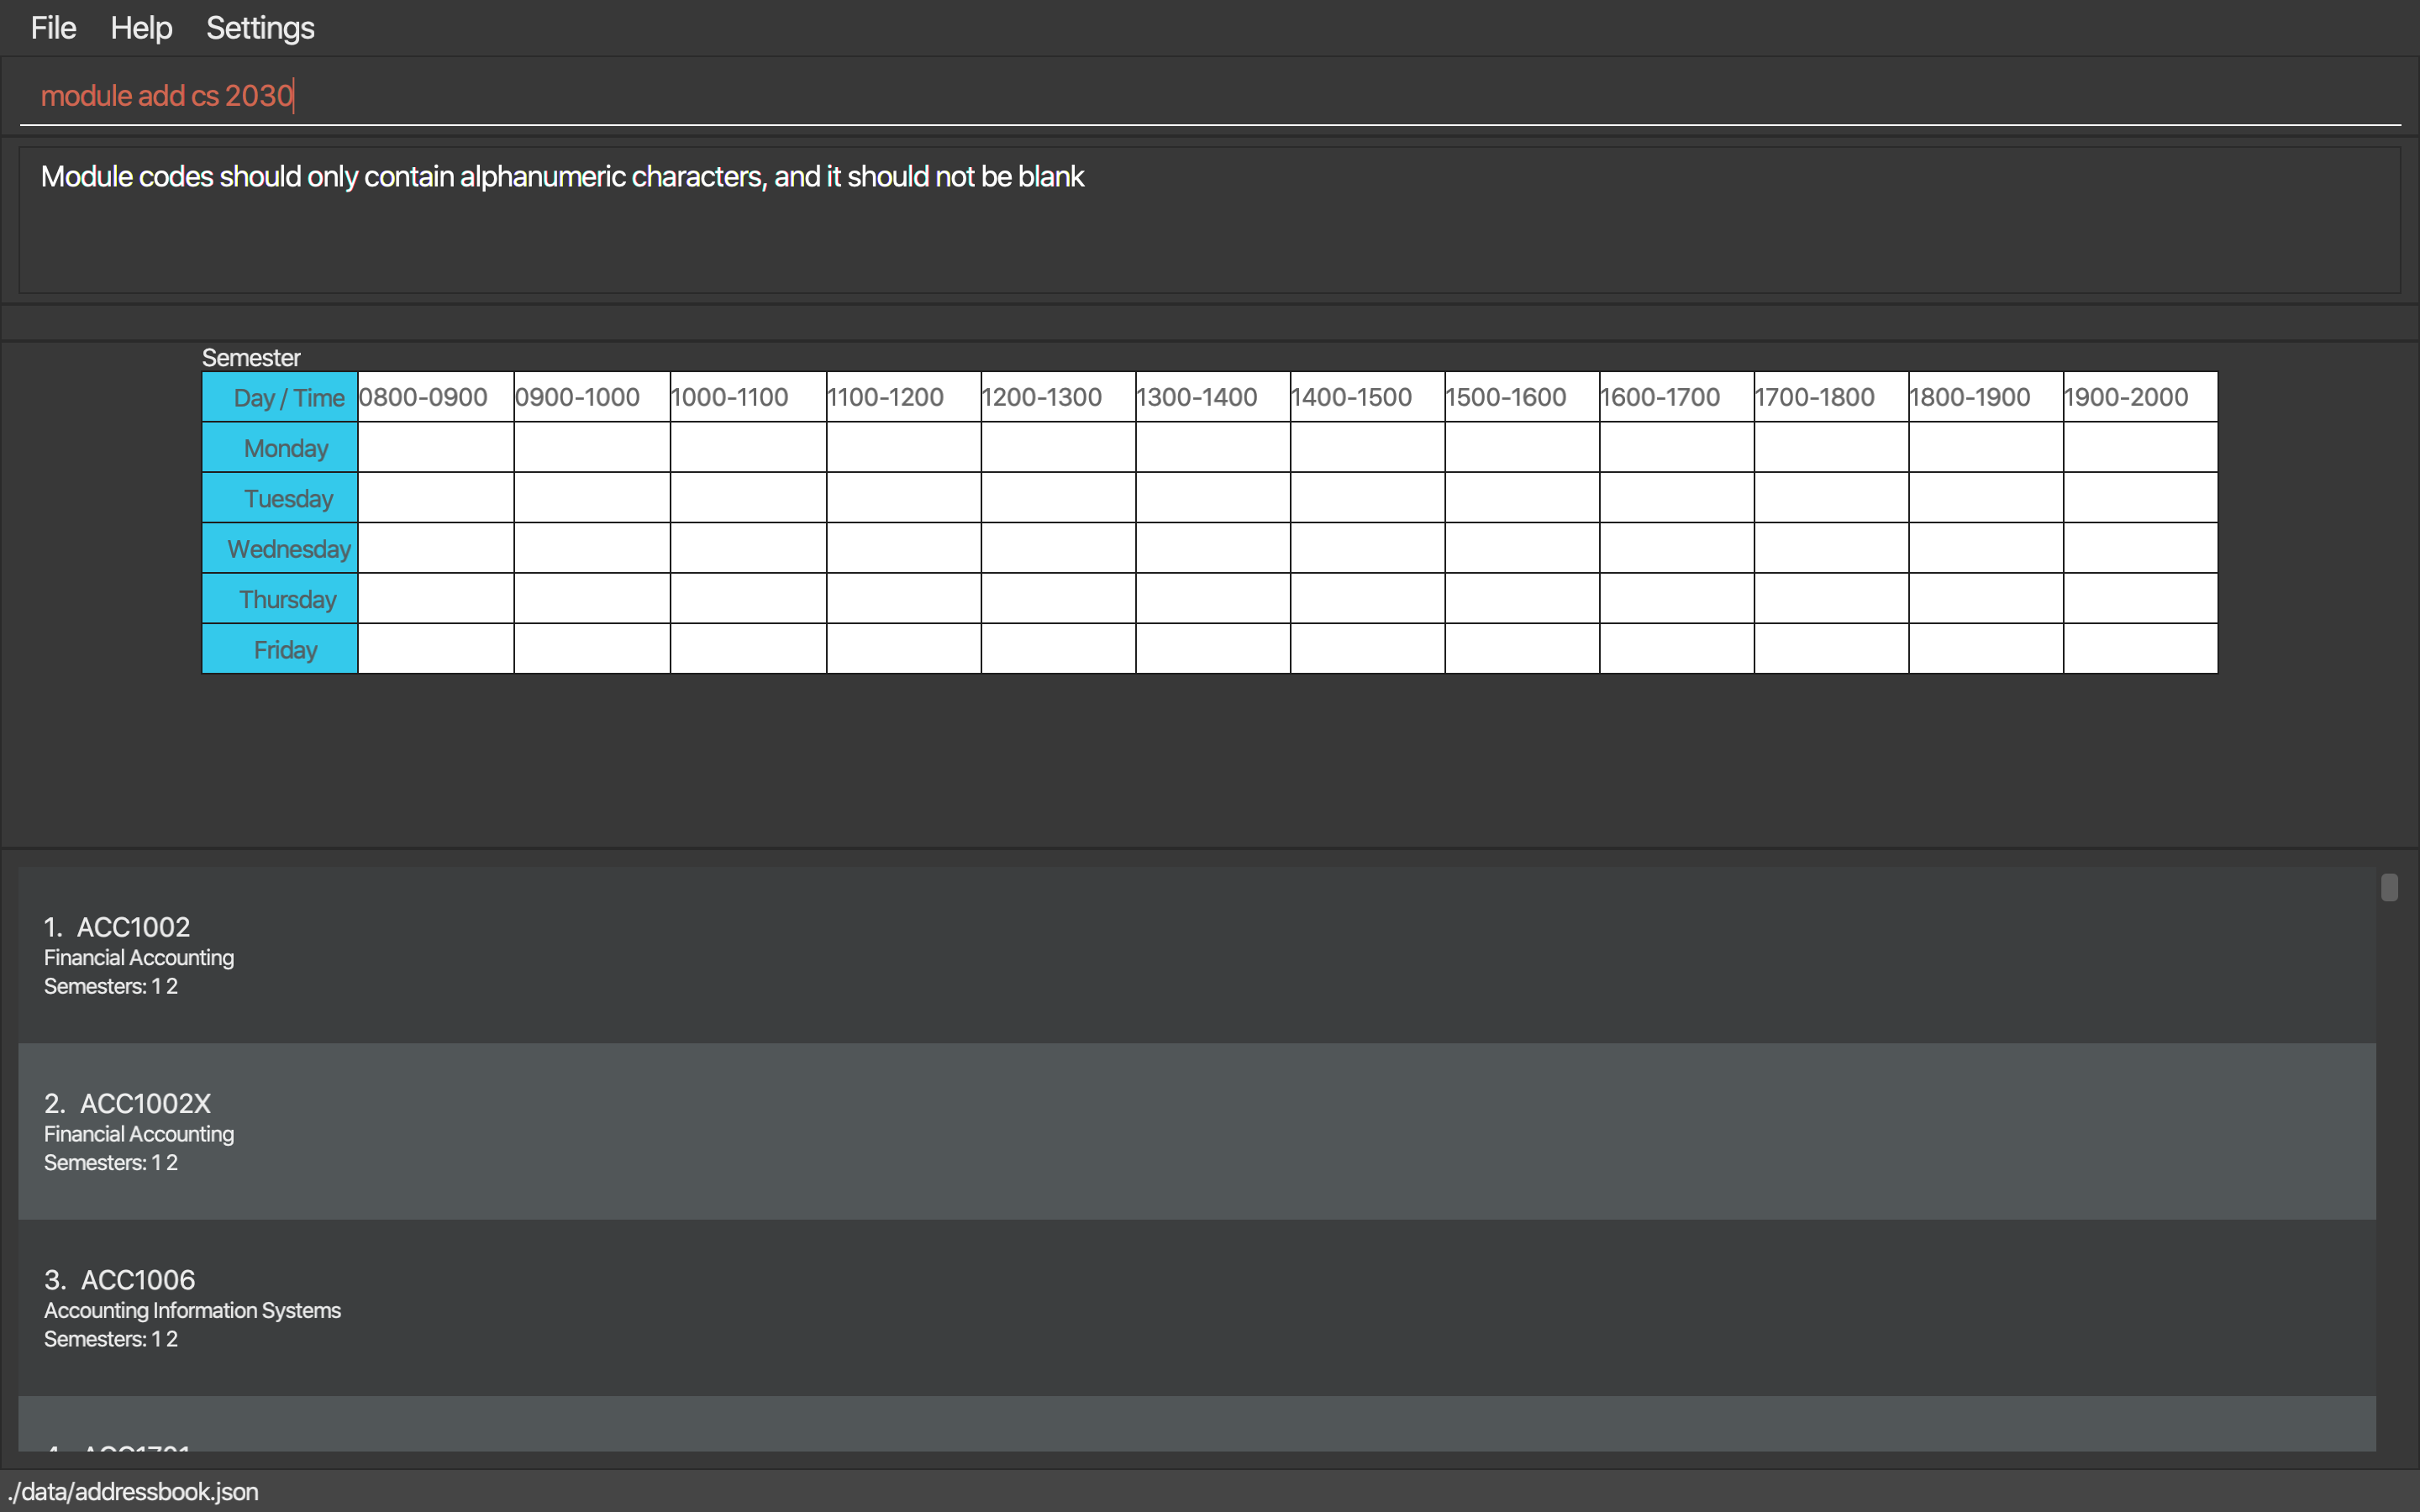 File Help Settings
module add cs 2030
Module codes should only contain alphanumeric characters, and it should not be blank
Semester
Day / Time 0800-0900 0900-1000 1000-1100 1100-1200 1200-1300 1300-1400 1400-1500 1500-1600 1600-1700 1700-1800 1800-1900 1900-2000
Monday
Tuesday
Wednesday
Thursday
Friday
1. ACC1002
Financial Accounting
Semesters: 1 2
2. ACC1002X
Financial Accounting
Semesters: 1 2
3. ACC1006
Accounting Information Systems
Semesters: 1 2
./data/addressbook.json